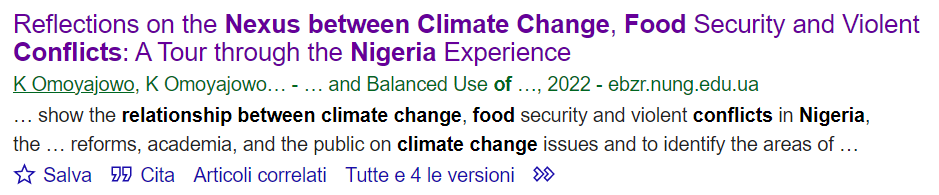 Reflections on the Nexus between Climate Change, Food Security and Violent
Conflicts: A Tour through the Nigeria Experience
K Omoyajowo, K Omoyajowo… - … and Balanced Use of …, 2022 - ebzr.nung.edu.ua
… show the relationship between climate change, food security and violent conflicts in Nigeria,
the … reforms, academia, and the public on climate change issues and to identify the areas of …
Salva Cita Articoli correlati Tutte e 4 le versioni